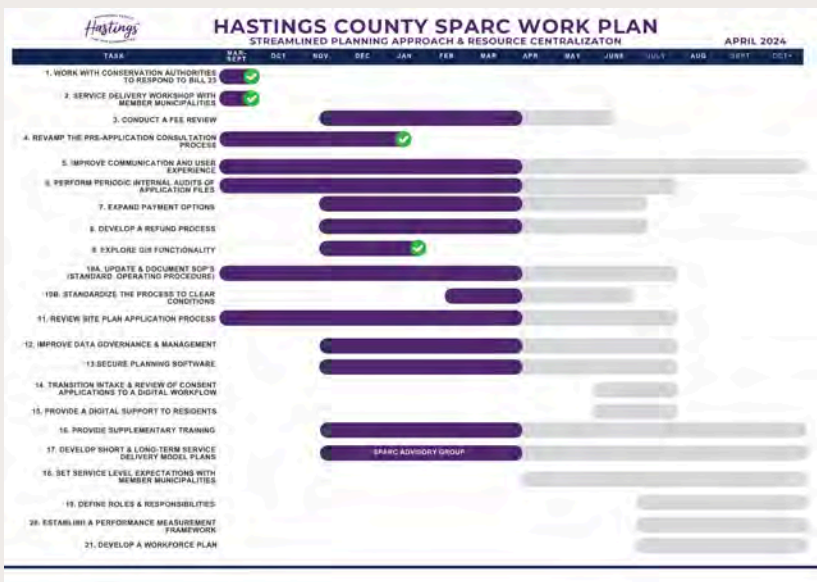 Hastings
HASTINGS COUNTY SPARC WORK PLAN
STREAMLINED PLANNING APPROACH & RESOURCE CENTRALIZATON
APRIL 2024
TASK MAR-SEPT OCT NOV. DEC JAN FEB MAR APR MAY JUNE JULY AUG SEPT OCT+
1. WORK WITH CONSERVATION AUTHORITIES
TO RESPOND TO BILL 23
2. SERVICE DELIVERY WORKSHOP WITH
MEMBER MUNICIPALITIES
3. CONDUCT A FEE REVIEW
4. REVAMP THE PRE-APPLICATION CONSULTATION
PROCESS
5. IMPROVE COMMUNICATION AND USER
EXPERIENCE
6. PERFORM PERIODIC INTERNAL AUDITS OF
APPLICATION FILES
7. EXPAND PAYMENT OPTIONS
8. DEVELOP A REFUND PROCESS
9. EXPLORE GIS FUNCTIONALITY
10A. UPDATE & DOCUMENT SOP'S
(STANDARD OPERATING PROCEDURE)
10B. STANDARDIZE THE PROCESS TO CLEAR
CONDITIONS
11. REVIEW SITE PLAN APPLICATION PROCESS
12. IMPROVE DATA GOVERNANCE & MANAGEMENT
13.SECURE PLANNING SOFTWARE
14. TRANSITION INTAKE & REVIEW OF CONSENT
APPLICATIONS TO A DIGITAL WORKFLOW
15. PROVIDE A DIGITAL SUPPORT TO RESIDENTS
16. PROVIDE SUPPLEMENTARY TRAINING
17. DEVELOP SHORT & LONG-TERM SERVICE
DELIVERY MODEL PLANS
SPARC ADVISORY GROUP
18. SET SERVICE LEVEL EXPECTATIONS WITH
MEMBER MUNICIPALITIES
19. DEFINE ROLES & RESPONSIBILITIES
20. ESTABLISH A PERFORMANCE MEASUREMENT
FRAMEWORK
21. DEVELOP A WORKFORCE PLAN